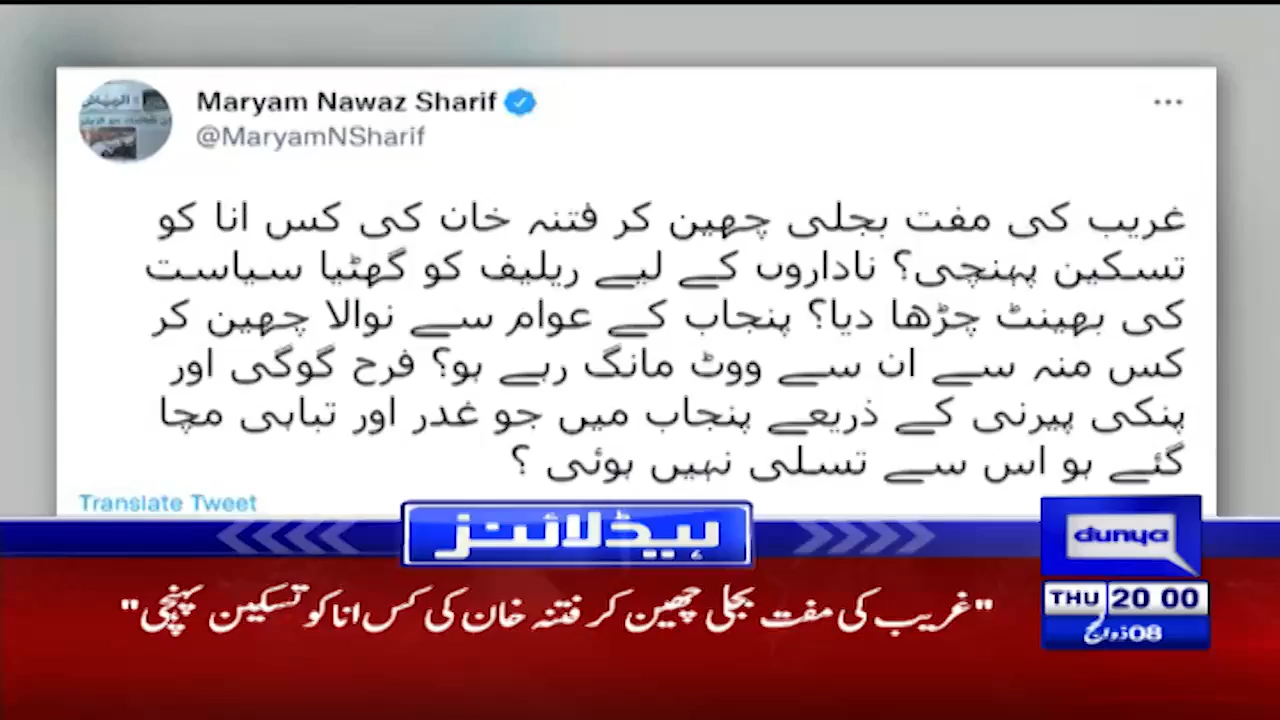 Maryam Nawaz Sharif
@MaryamNSharif
غریب کی مفت بجلی چھین کر فتنہ خان کی کس انا کو
تسکین پہنچی؟ ناداروں کے لیے ریلیف کو گھٹیا سیاست
کی بھینٹ چڑھا دیا؟ پنجاب کے عوام سے نوالا چھین کر
کس منہ سے ان سے ووٹ مانگ رہے ہو؟ فرح گوگی اور
پنکی پیرنی کے ذریعے پنجاب میں جو غدر اور تباہی مچا
گئے ہو اس سے تسلی نہیں ہوئی ؟
Translate Tweet
ہیڈلائنز
dunya
"غریب کی مفت بجلی چھین کر فتنہ خان کی کس انا کو تسکین پہنچی"
THU 20 00
08 ذوالحج